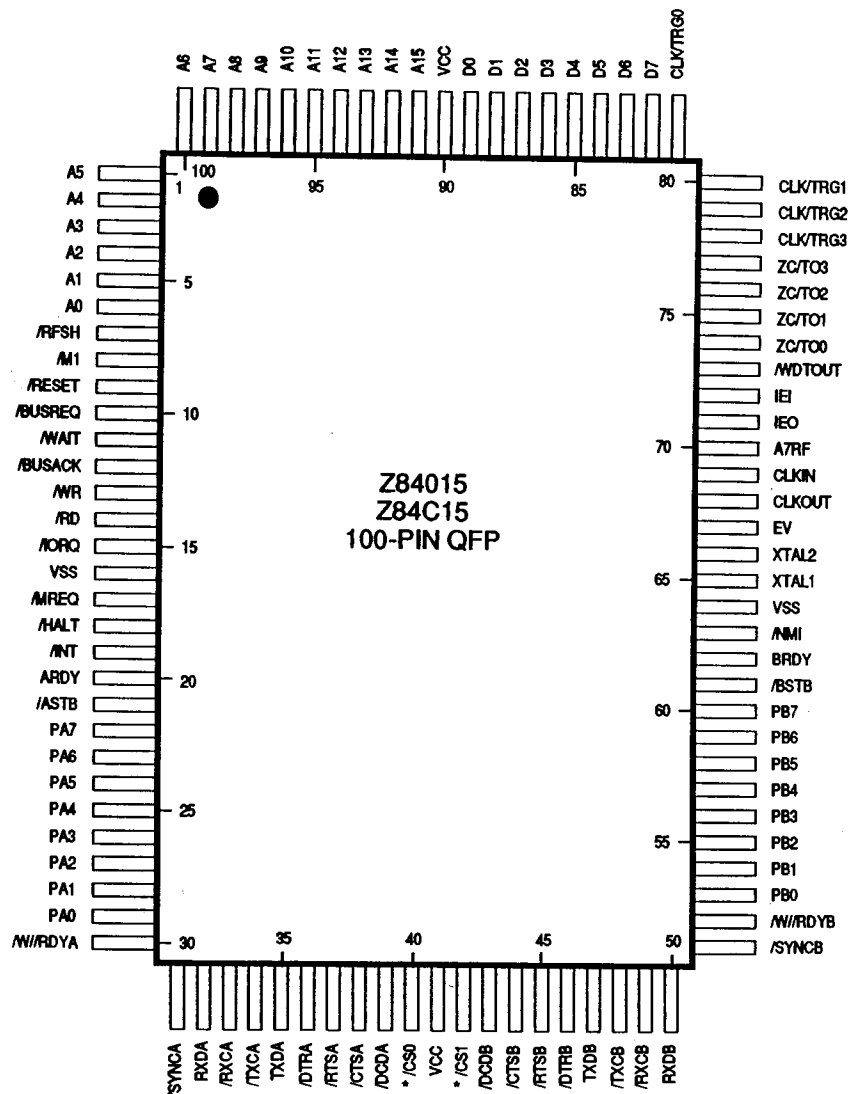 A6
A7
A8
A9
A10
A11
A12
A13
A14
A15
VCC
D0
D1
D2
D3
D4
D5
D6
D7
CLK/TRG0
A5
A4
A3
A2
A1
A0
/RFSH
/M1
/RESET
/BUSREQ
/WAIT
/BUSACK
/WR
/RD
/IORQ
VSS
/MREQ
/HALT
/INT
ARDY
/ASTB
PA7
PA6
PA5
PA4
PA3
PA2
PA1
PA0
/W//RDYA
1
100
95
90
85
80
5
10
15
20
25
30
Z84015
Z84C15
100-PIN QFP
75
70
65
60
55
35
40
45
50
CLK/TRG1
CLK/TRG2
CLK/TRG3
ZC/TO3
ZC/TO2
ZC/TO1
ZC/TO0
/WDTOUT
IEI
IEO
A7RF
CLKIN
CLKOUT
EV
XTAL2
XTAL1
VSS
/NMI
BRDY
/BSTB
PB7
PB6
PB5
PB4
PB3
PB2
PB1
PB0
/W//RDYB
/SYNCB
/SYNCA
RXDA
/RXCA
/TXCA
TXDA
/DTRA
/RTSA
/CTSA
/DCDA
* /CS0
VCC
* /CS1
/DCDB
/CTSB
/RTSB
/DTRB
TXDB
/TXCB
/RXCB
RXDB